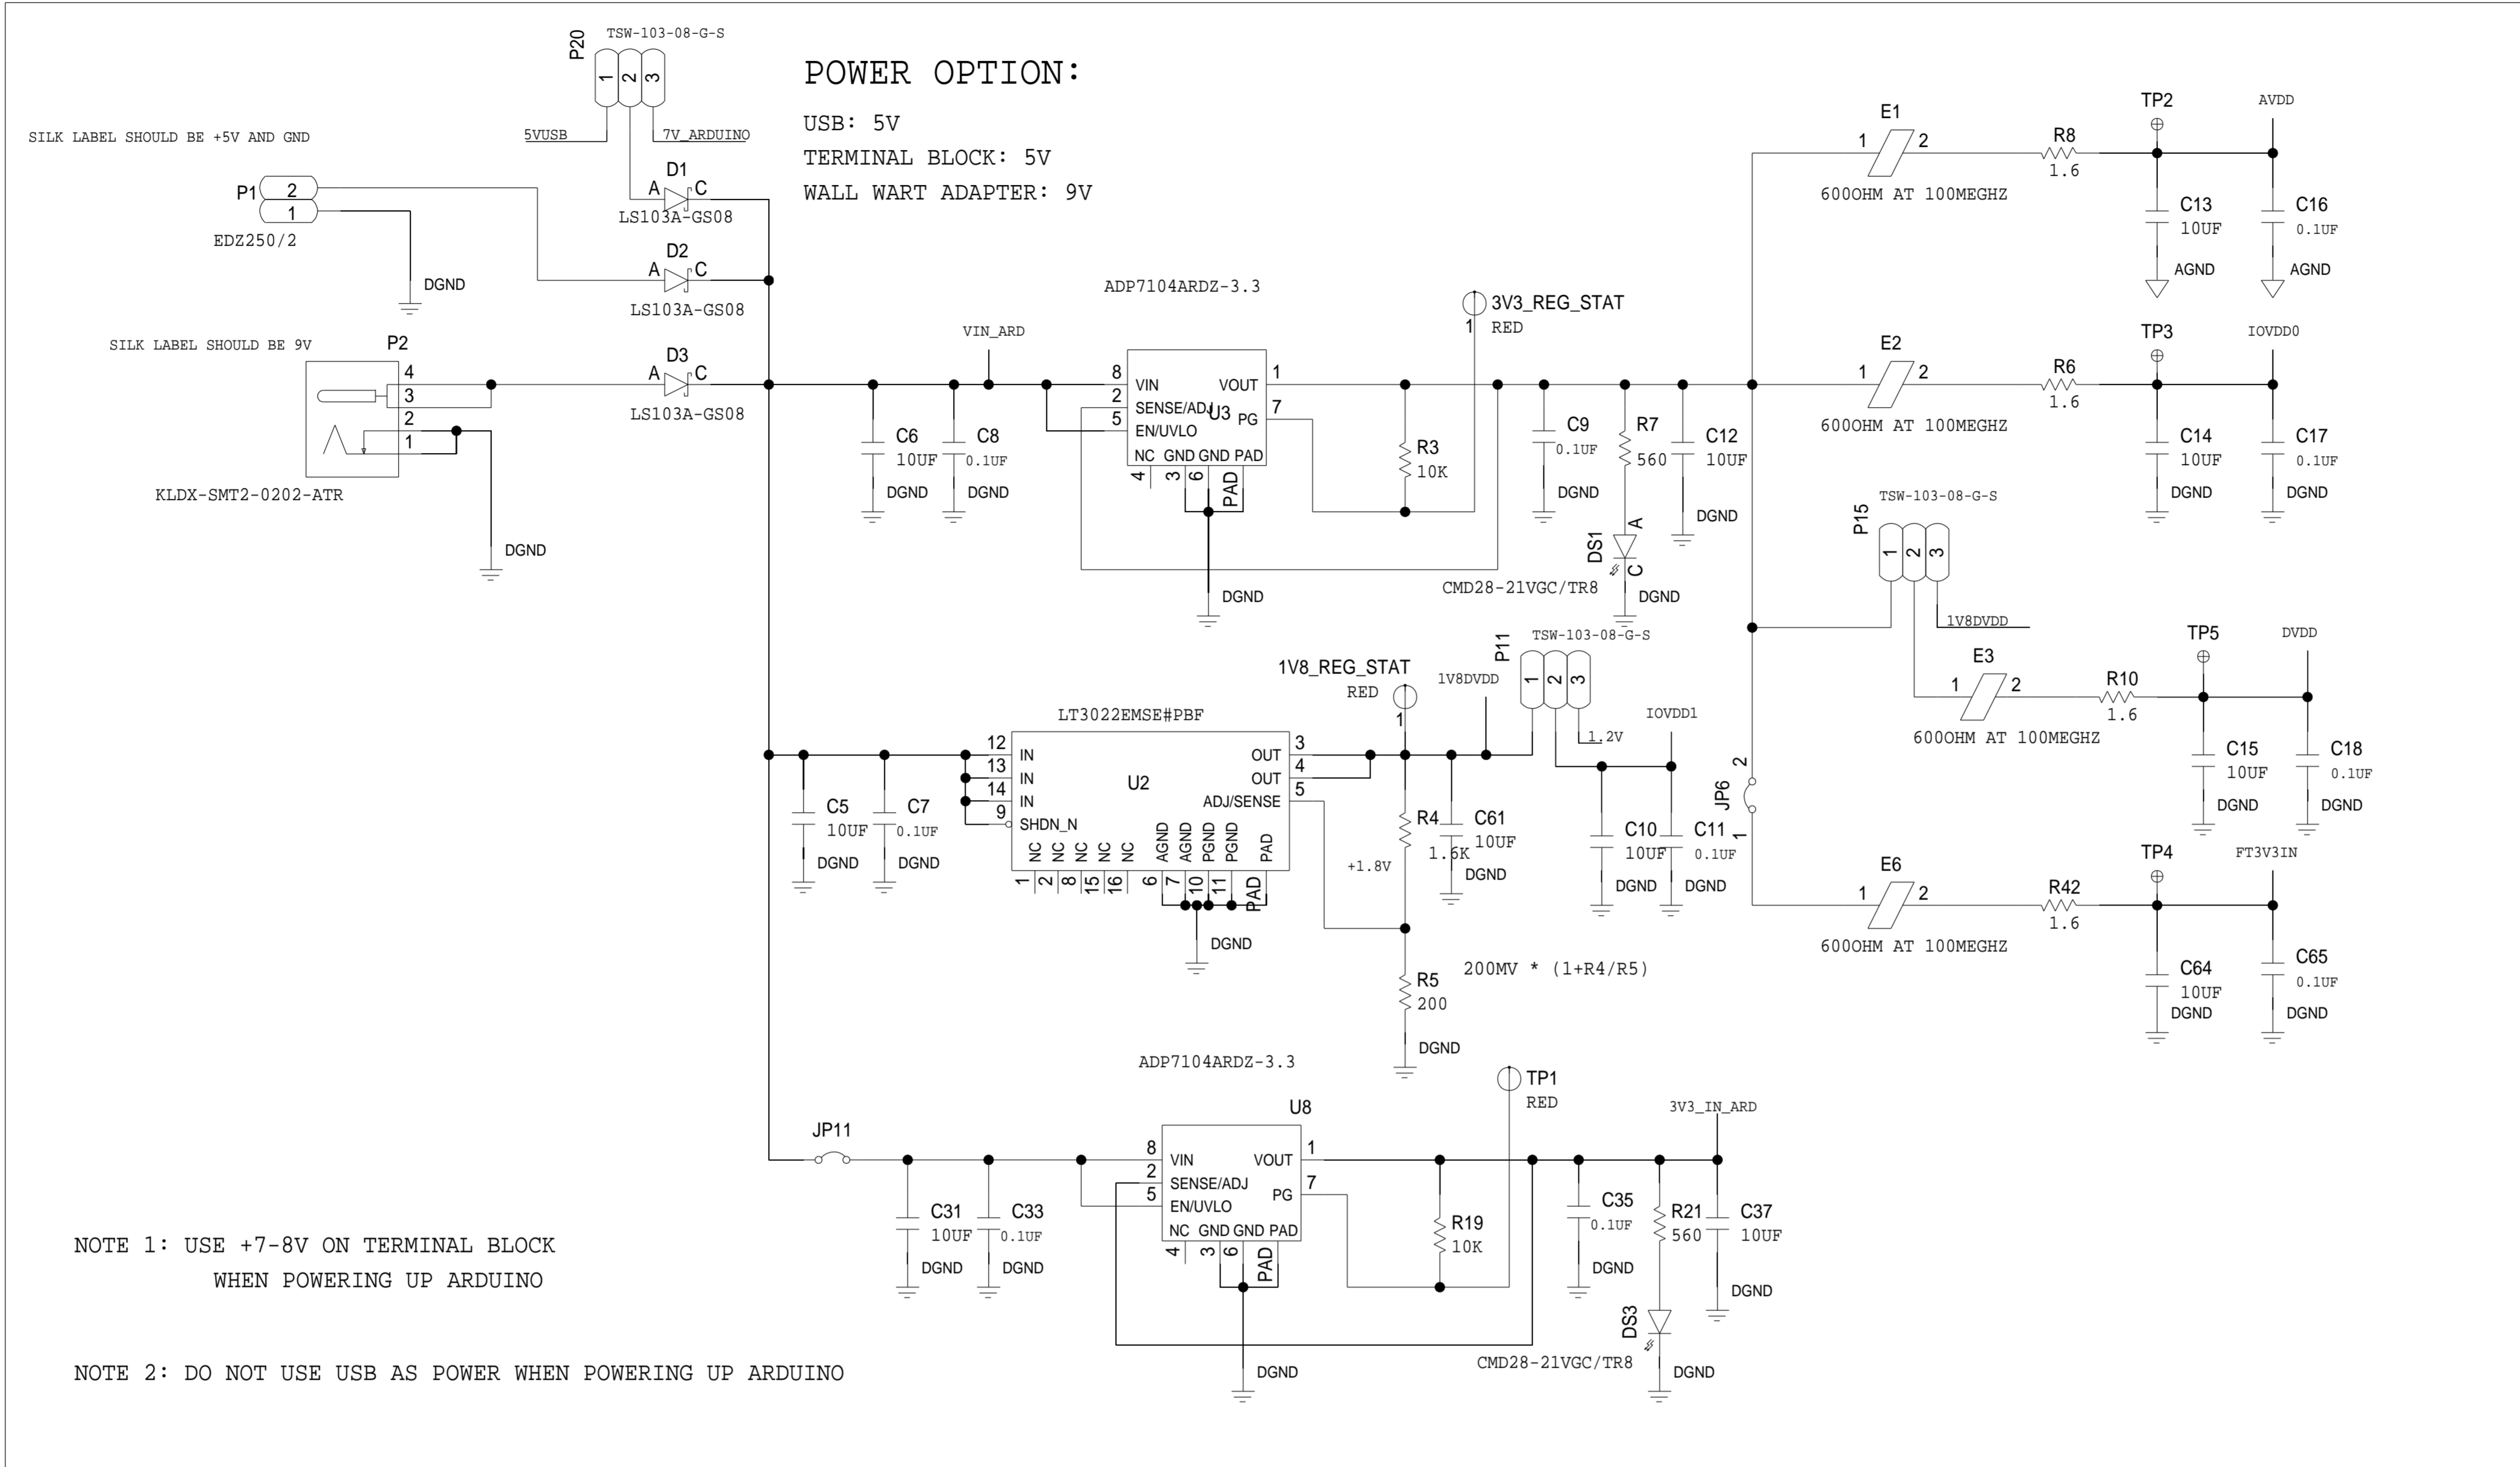 P20
TSW-103-08-G-S
1
2
3
5VUSB
7V_ARDUINO
POWER OPTION:
USB: 5V
TERMINAL BLOCK: 5V
WALL WART ADAPTER: 9V
SILK LABEL SHOULD BE +5V AND GND
P1
2
1
EDZ250/2
DGND
D1
A
C
LS103A-GS08
D2
A
C
LS103A-GS08
SILK LABEL SHOULD BE 9V
P2
4
3
2
1
KLDX-SMT2-0202-ATR
DGND
D3
A
C
LS103A-GS08
VIN_ARD
C6
10UF
DGND
C8
0.1UF
DGND
ADP7104ARDZ-3.3
8
VIN
2
SENSE/ADJ
5
EN/UVLO
U3
VOUT
1
PG
7
NC
GND
GND
PAD
4
3
6
PAD
DGND
3V3_REG_STAT
1
RED
R3
10K
C9
0.1UF
DGND
R7
560
C12
10UF
DGND
DS1
A
C
CMD28-21VGC/TR8
DGND
E1
1
2
600OHM AT 100MEGHZ
R8
1.6
TP2
AVDD
C13
10UF
AGND
C16
0.1UF
AGND
E2
1
2
600OHM AT 100MEGHZ
R6
1.6
TP3
IOVDD0
C14
10UF
DGND
C17
0.1UF
DGND
TSW-103-08-G-S
P15
1
2
3
1V8DVDD
E3
1
2
600OHM AT 100MEGHZ
R10
1.6
TP5
DVDD
C15
10UF
DGND
C18
0.1UF
DGND
JP6
2
1
E6
1
2
600OHM AT 100MEGHZ
R42
1.6
TP4
FT3V3IN
C64
10UF
DGND
C65
0.1UF
DGND
C5
10UF
DGND
C7
0.1UF
DGND
LT3022EMSE#PBF
12
IN
13
IN
14
IN
9
SHDN_N
U2
OUT
3
OUT
4
ADJ/SENSE
5
NC
NC
NC
NC
NC
AGND
AGND
PGND
PGND
PAD
1
2
8
15
16
6
7
10
11
PAD
DGND
1V8_REG_STAT
RED
1
1V8DVDD
R4
1.6K
+1.8V
C61
10UF
DGND
P11
TSW-103-08-G-S
1
2
3
1.2V
IOVDD1
C10
10UF
DGND
C11
0.1UF
DGND
R5
200
DGND
200MV * (1+R4/R5)
JP11
C31
10UF
DGND
C33
0.1UF
DGND
ADP7104ARDZ-3.3
U8
8
VIN
2
SENSE/ADJ
5
EN/UVLO
VOUT
1
PG
7
NC
GND
GND
PAD
4
3
6
PAD
DGND
TP1
RED
3V3_IN_ARD
R19
10K
C35
0.1UF
DGND
R21
560
C37
10UF
DGND
DS3
CMD28-21VGC/TR8
DGND
NOTE 1: USE +7-8V ON TERMINAL BLOCK
WHEN POWERING UP ARDUINO
NOTE 2: DO NOT USE USB AS POWER WHEN POWERING UP ARDUINO